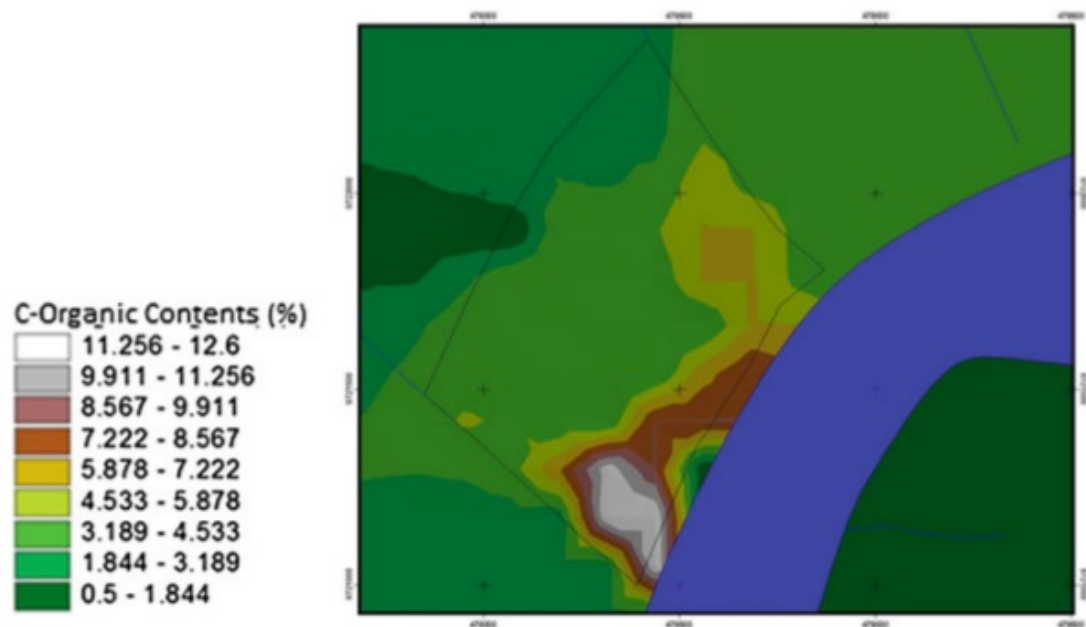 C-Organic Contents (%)
11.256 - 12.6
9.911 - 11.256
8.567 - 9.911
7.222 - 8.567
5.878 - 7.222
4.533 - 5.878
3.189 - 4.533
1.844 - 3.189
0.5 - 1.844